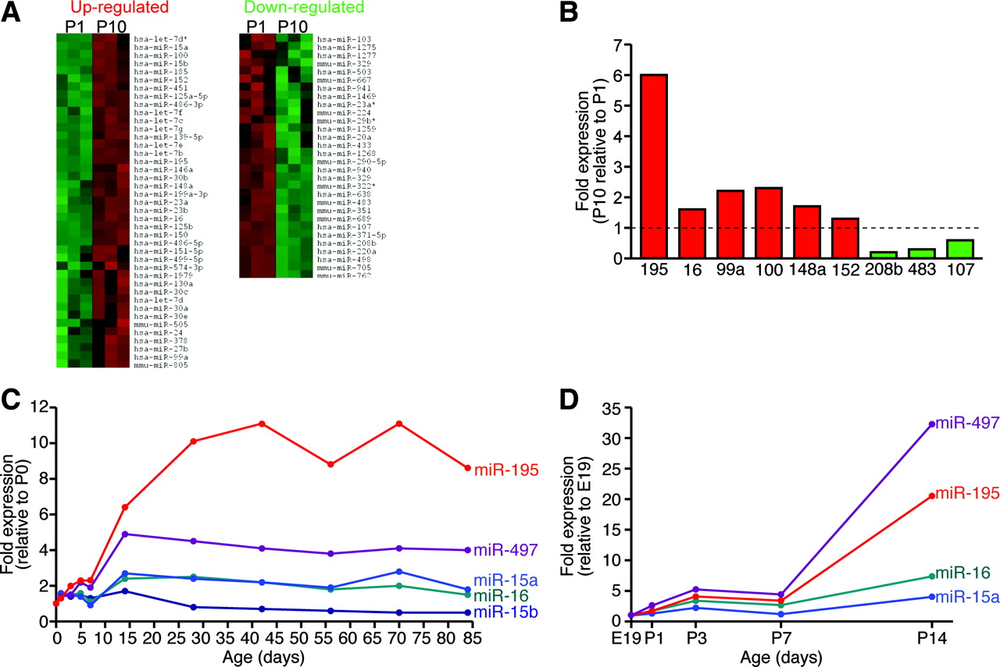 A
Up-regulated
Down-regulated
P1 P10
P1 P10
hsa-let-7d*
hsa-miR-15a
hsa-miR-100
hsa-miR-15b
hsa-miR-185
hsa-miR-152
hsa-miR-451
hsa-miR-125a-5p
hsa-miR-486-3p
hsa-let-7f
hsa-let-7c
hsa-let-7g
hsa-miR-139-5p
hsa-let-7e
hsa-let-7b
hsa-miR-195
hsa-miR-146a
hsa-miR-30b
hsa-miR-148a
hsa-miR-199a-3p
hsa-miR-23a
hsa-miR-23b
hsa-miR-16
hsa-miR-125b
hsa-miR-150
hsa-miR-486-5p
hsa-miR-151-5p
hsa-miR-499-5p
hsa-miR-574-3p
hsa-miR-1979
hsa-miR-130a
hsa-miR-30c
hsa-let-7d
hsa-miR-30a
hsa-miR-30e
mmu-miR-505
hsa-miR-24
hsa-miR-378
hsa-miR-27b
hsa-miR-99a
mmu-miR-805
hsa-miR-103
hsa-miR-1275
hsa-miR-1277
mmu-miR-329
hsa-miR-503
mmu-miR-667
hsa-miR-941
hsa-miR-1469
hsa-miR-23a*
mmu-miR-224
mmu-miR-29b*
hsa-miR-1259
hsa-miR-20a
hsa-miR-433
hsa-miR-1268
mmu-miR-290-5p
hsa-miR-940
hsa-miR-329
mmu-miR-322*
hsa-miR-638
mmu-miR-483
mmu-miR-351
mmu-miR-689
hsa-miR-107
hsa-miR-371-5p
hsa-miR-208b
hsa-miR-220a
hsa-miR-498
mmu-miR-705
mmu-miR-762
B
Fold expression
(P10 relative to P1)
7
6
5
4
3
2
1
0
195 16 99a 100 148a 152 208b 483 107
C
Fold expression
(relative to P0)
12
10
8
6
4
2
0
miR-195
miR-497
miR-15a
miR-16
miR-15b
0 5 10 15 20 25 30 35 40 45 50 55 60 65 70 75 80 85
Age (days)
D
Fold expression
(relative to E19)
35
30
25
20
15
10
5
0
miR-497
miR-195
miR-16
miR-15a
E19 P1 P3 P7 P14
Age (days)